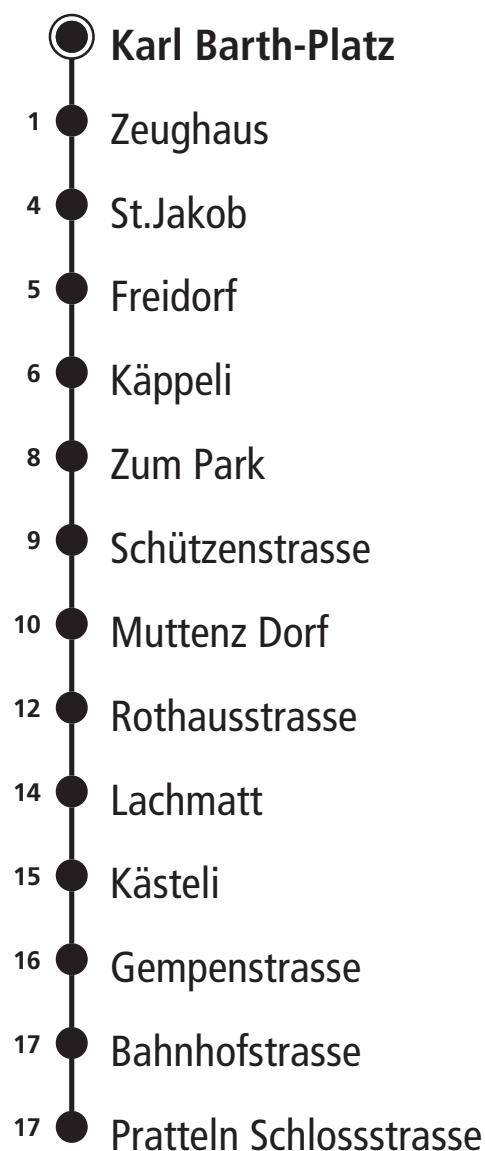 Karl Barth-Platz
1 Zeughaus
4 St.Jakob
5 Freidorf
6 Käppeli
8 Zum Park
9 Schützenstrasse
10 Muttenz Dorf
12 Rothausstrasse
14 Lachmatt
15 Kästeli
16 Gempenstrasse
17 Bahnhofstrasse
17 Pratteln Schlossstrasse